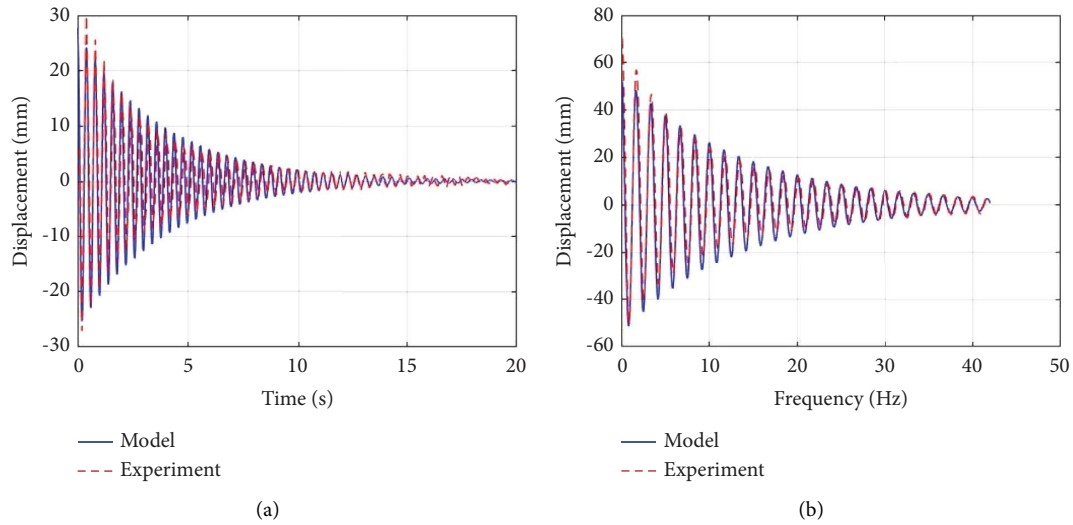 30
20
10
0
-10
-20
-30
Displacement (mm)
0 5 10 15 20
Time (s)
Model
Experiment
(a)
80
60
40
20
0
-20
-40
-60
Displacement (mm)
0 10 20 30 40 50
Frequency (Hz)
Model
Experiment
(b)